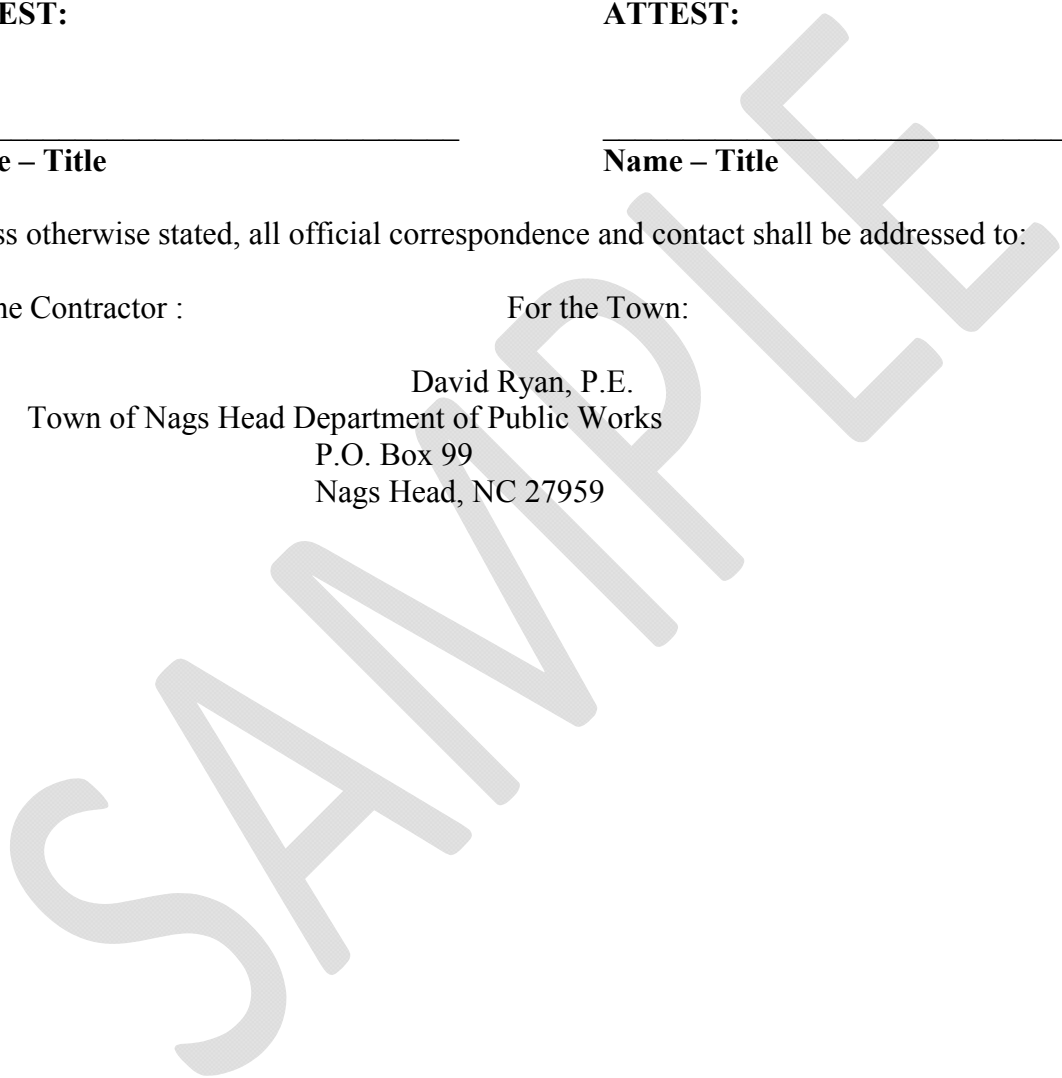 EST: ATTEST:
e – Title Name – Title
ss otherwise stated, all official correspondence and contact shall be addressed to:
he Contractor : For the Town:
David Ryan, P.E.
Town of Nags Head Department of Public Works
P.O. Box 99
Nags Head, NC 27959
SAMPLE